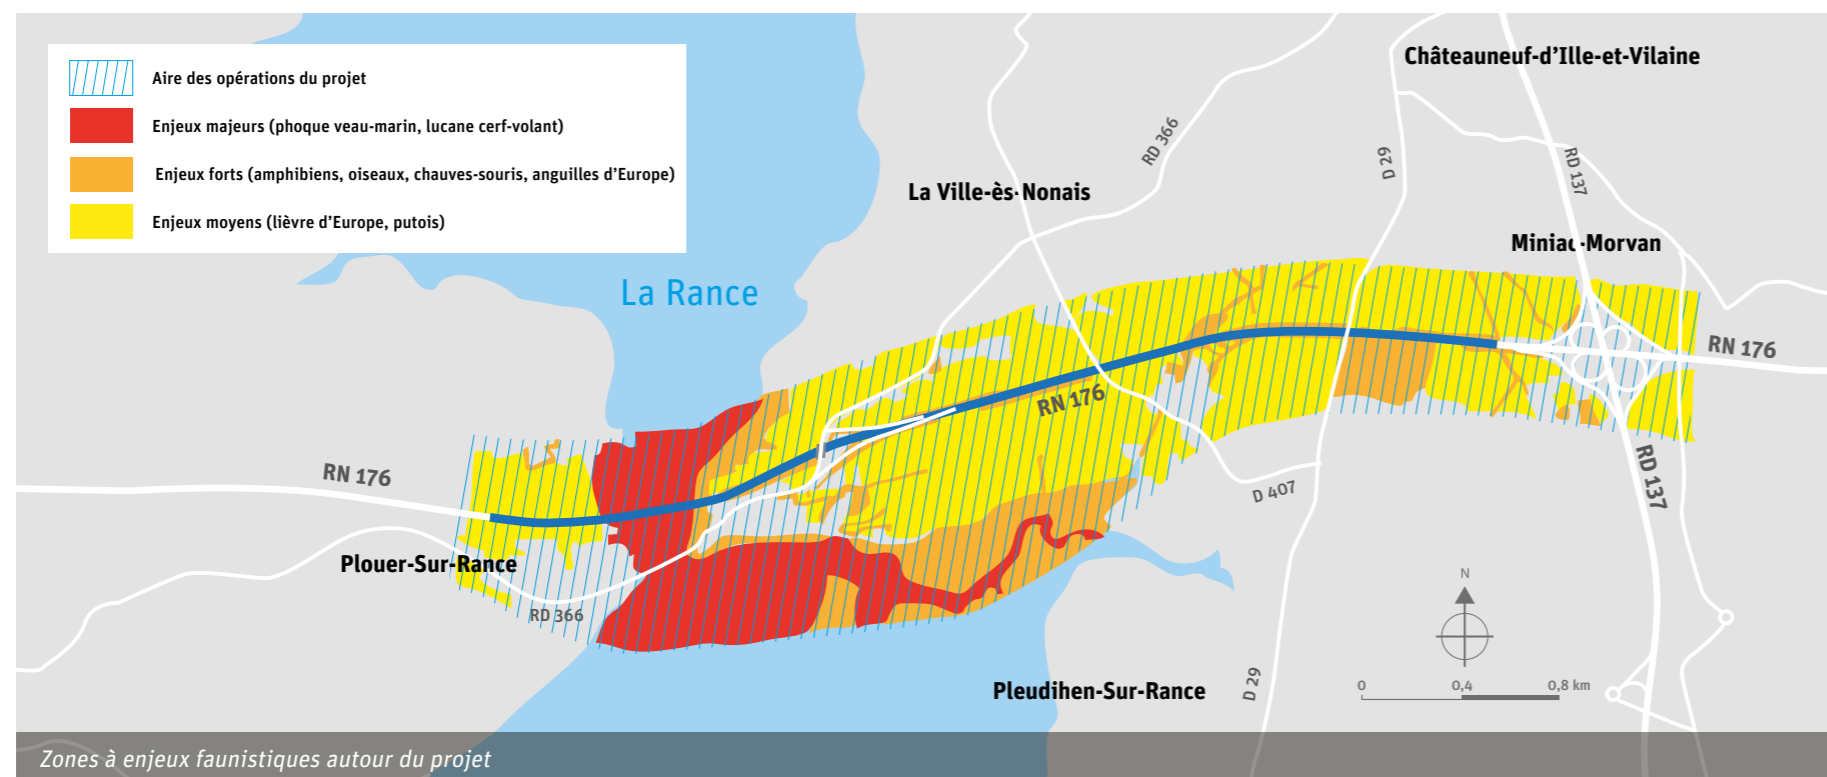 Aire des opérations du projet
Enjeux majeurs (phoque veau-marin, lucane cerf-volant)
Enjeux forts (amphibiens, oiseaux, chauves-souris, anguilles d'Europe)
Enjeux moyens (lièvre d'Europe, putois)
Châteauneuf-d'Ille-et-Vilaine
RD 366
D 29
RD 137
La Ville-ès-Nonais
Miniac-Morvan
La Rance
RN 176
RN 176
RN 176
D 407
RD 137
Plouer-Sur-Rance
RD 366
N
Pleudihen-Sur-Rance
D 29
0
0,4
0,8 km
Zones à enjeux faunistiques autour du projet